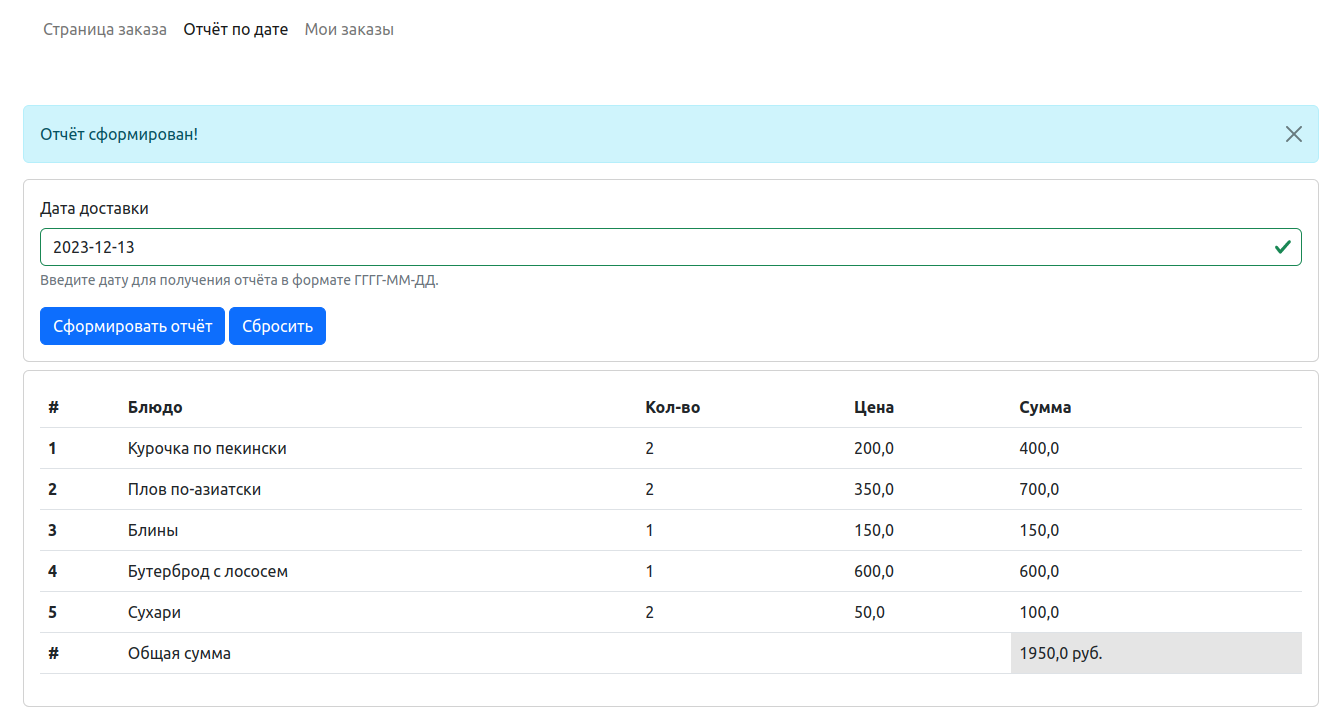 Страница заказа Отчёт по дате Мои заказы
Отчёт сформирован!
Дата доставки
2023-12-13
Введите дату для получения отчёта в формате ГГГГ-ММ-ДД.
Сформировать отчёт Сбросить
# Блюдо Кол-во Цена Сумма
1 Курочка по пекински 2 200,0 400,0
2 Плов по-азиатски 2 350,0 700,0
3 Блины 1 150,0 150,0
4 Бутерброд с лососем 1 600,0 600,0
5 Сухари 2 50,0 100,0
# Общая сумма 1950,0 руб.